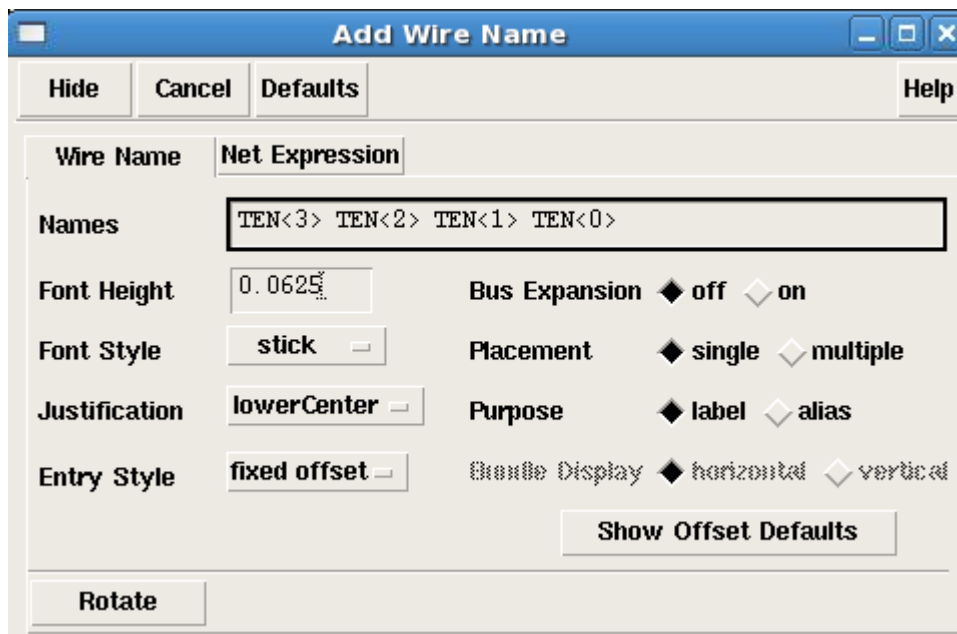 Add Wire Name
Hide Cancel Defaults Help
Wire Name Net Expression
Names TEN<3> TEN<2> TEN<1> TEN<0>
Font Height 0.0625 Bus Expansion off on
Font Style stick Placement single multiple
Justification lowerCenter Purpose label alias
Entry Style fixed offset Bundle Display horizontal vertical
Show Offset Defaults
Rotate